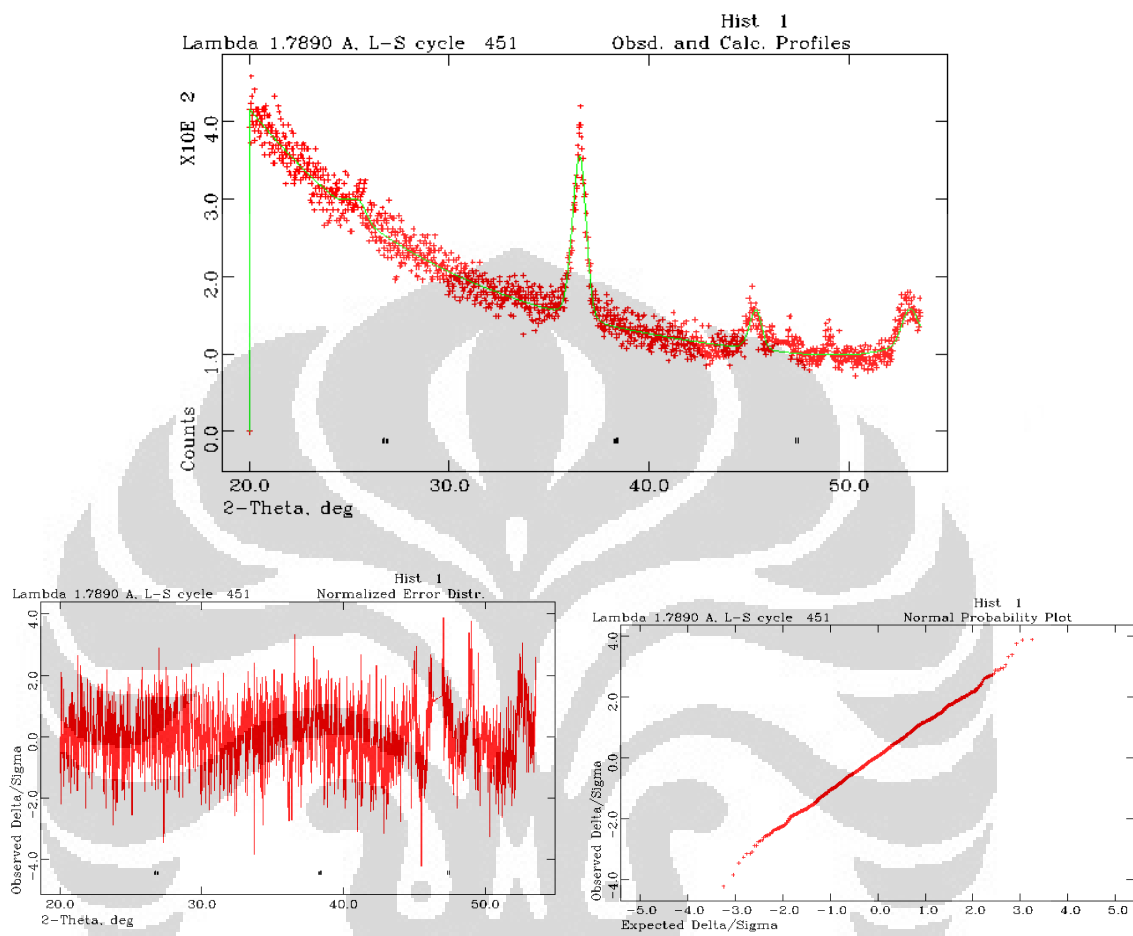 Hist 1
Lambda 1.7890 A, L-S cycle 451 Obsd. and Calc. Profiles
X10E 2
4.0
3.0
2.0
1.0
0.0
Counts
20.0 30.0 40.0 50.0
2-Theta, deg
Hist 1
Lambda 1.7890 A, L-S cycle 451 Normalized Error Distr.
4.0
2.0
0.0
-2.0
-4.0
Observed Delta/Sigma
20.0 30.0 40.0 50.0
2-Theta, deg
Hist 1
Lambda 1.7890 A, L-S cycle 451 Normal Probability Plot
4.0
2.0
0.0
-2.0
-4.0
Observed Delta/Sigma
-5.0 -4.0 -3.0 -2.0 -1.0 0.0 1.0 2.0 3.0 4.0 5.0
Expected Delta/Sigma